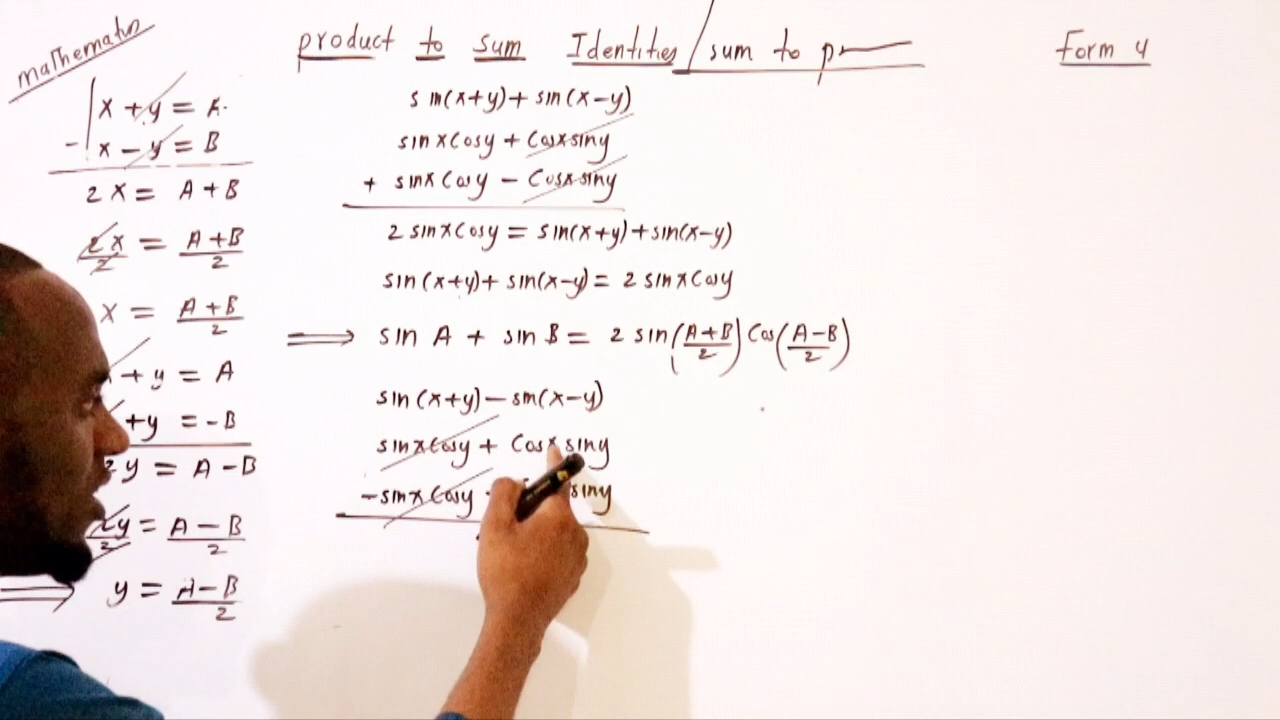 mathematics
product to sum Identities / sum to p
Form 4
x + y = A
- x - y = B
2x = A + B
2x/2 = A+B/2
x = A+B/2
+ y = A
+y = -B
2y = A - B
2y/2 = A - B/2
⟹ y = A-B/2
sin(x+y) + sin(x-y)
sinxcosy + cosxsiny
+ sinxcosy - cosxsiny
2 sinxcosy = sin(x+y)+sin(x-y)
sin(x+y)+ sin(x-y) = 2 sinxcosy
⟹ sin A + sin B = 2 sin(A+B/2) Cos(A-B/2)
sin(x+y) - sin(x-y)
sinxcosy + Cosxsiny
-sinxcosy siny